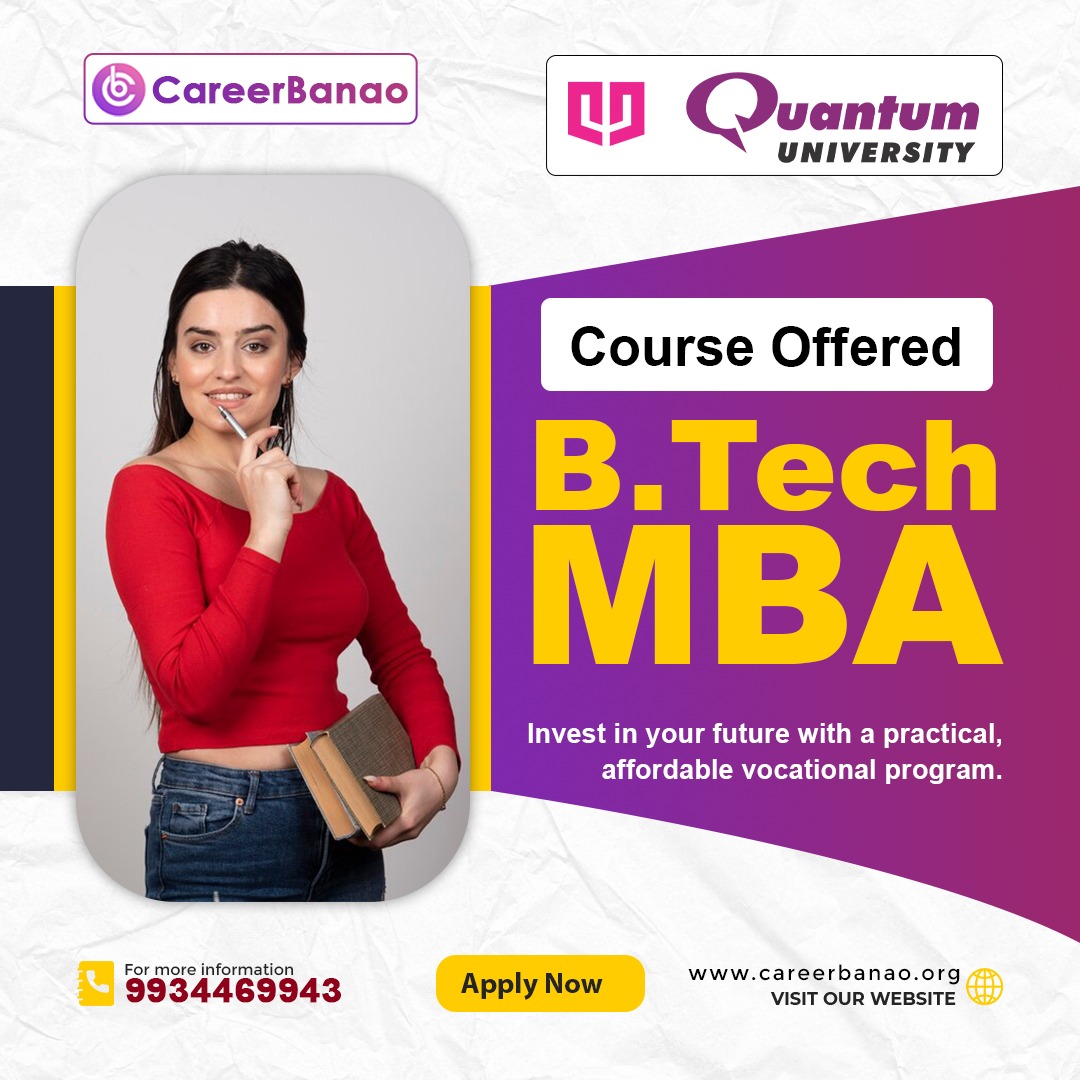 CareerBanao
Quantum
UNIVERSITY
Course Offered
B.Tech
MBA
Invest in your future with a practical,
affordable vocational program.
For more information
9934469943
Apply Now
www.careerbanao.org
VISIT OUR WEBSITE